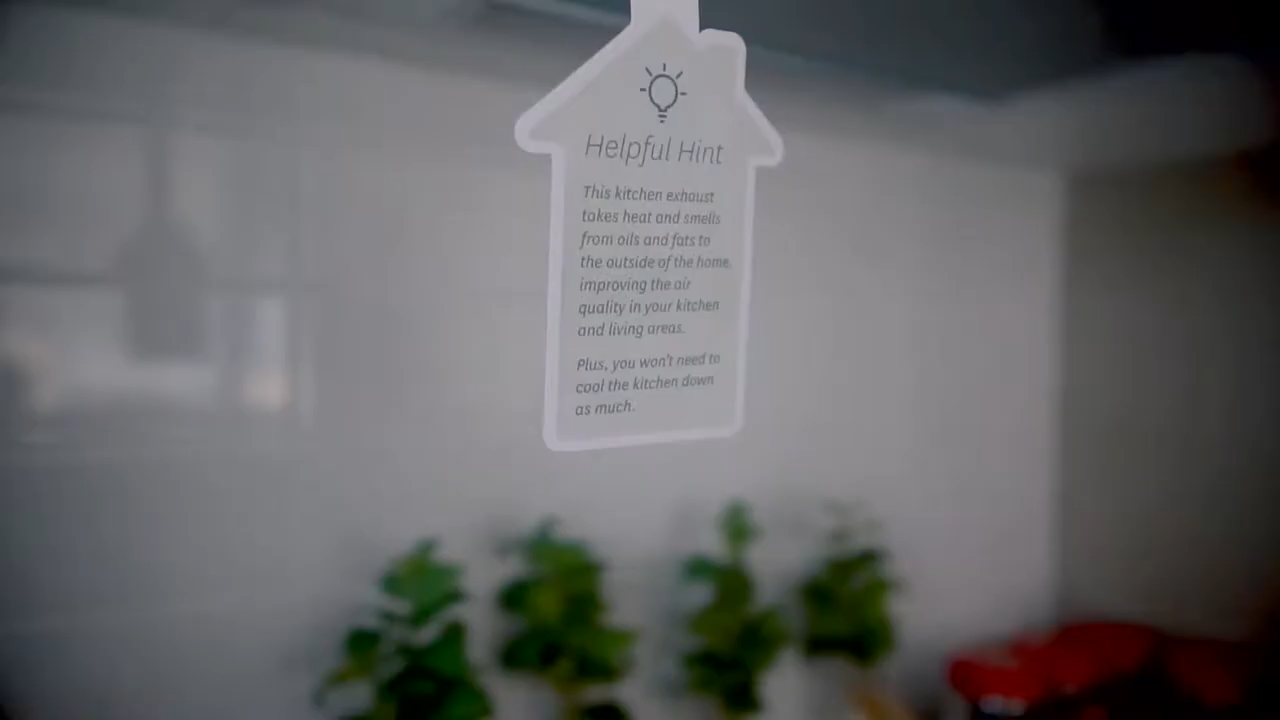 Helpful Hint
This kitchen exhaust
takes heat and smells
from oils and fats to
the outside of the home,
improving the air
quality in your kitchen
and living areas.
Plus, you won't need to
cool the kitchen down
as much.